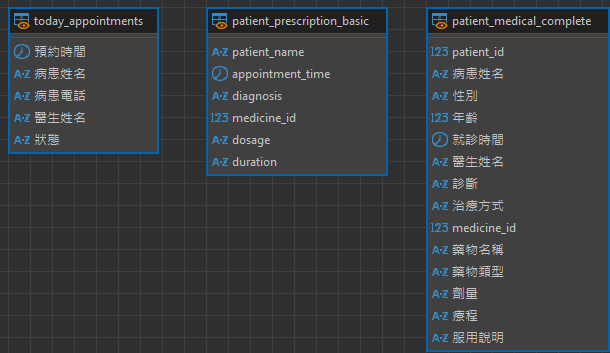 today_appointments
預約時間
病患姓名
病患電話
醫生姓名
狀態
patient_prescription_basic
patient_name
appointment_time
diagnosis
123 medicine_id
dosage
duration
patient_medical_complete
123 patient_id
病患姓名
性別
123 年齡
就診時間
醫生姓名
診斷
治療方式
123 medicine_id
藥物名稱
藥物類型
劑量
療程
服用說明